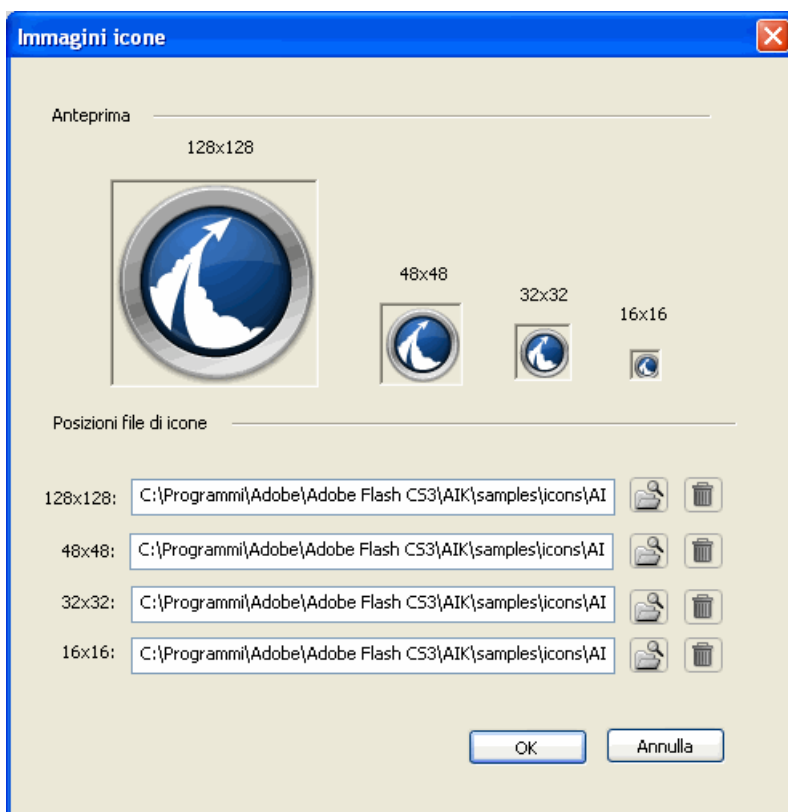 Immagini icone
Anteprima
128x128
48x48
32x32
16x16
Posizioni file di icone
128x128: C:\Programmi\Adobe\Adobe Flash CS3\AIK\samples\icons\AI
48x48: C:\Programmi\Adobe\Adobe Flash CS3\AIK\samples\icons\AI
32x32: C:\Programmi\Adobe\Adobe Flash CS3\AIK\samples\icons\AI
16x16: C:\Programmi\Adobe\Adobe Flash CS3\AIK\samples\icons\AI
OK Annulla